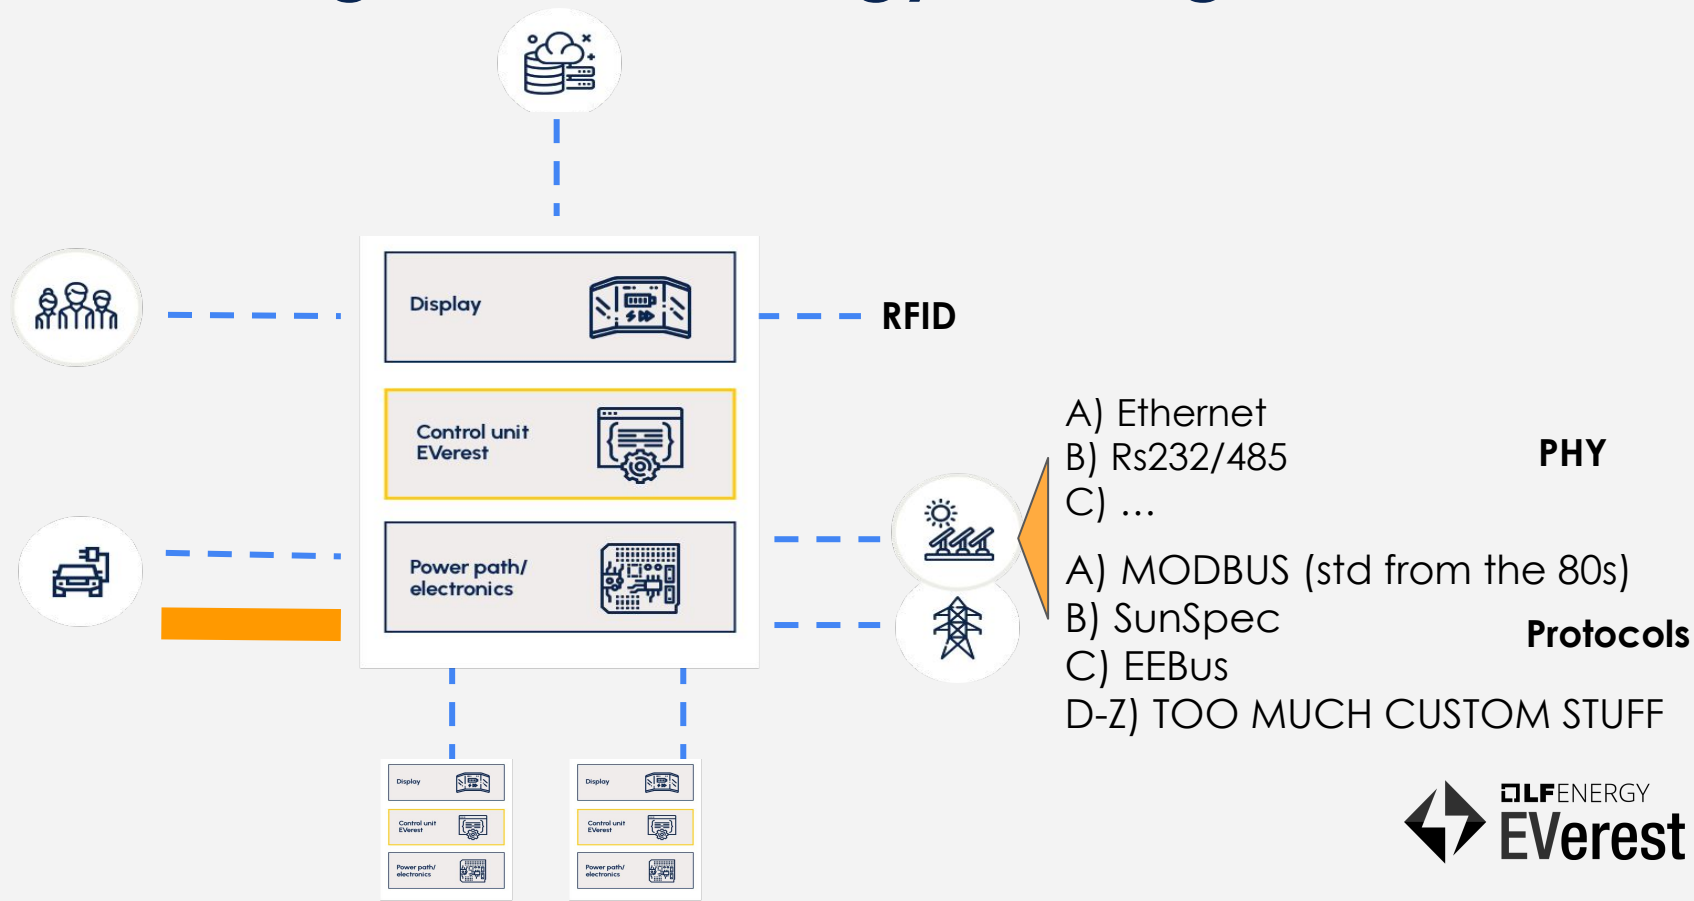 Display
RFID
Control unit
EVerest
Power path/
electronics
A) Ethernet
B) Rs232/485
C) ...
PHY
A) MODBUS (std from the 80s)
B) SunSpec
C) EEBus
D-Z) TOO MUCH CUSTOM STUFF
Protocols
Display
Control unit
EVerest
Power path/
electronics
Display
Control unit
EVerest
Power path/
electronics
LFENERGY
EVerest